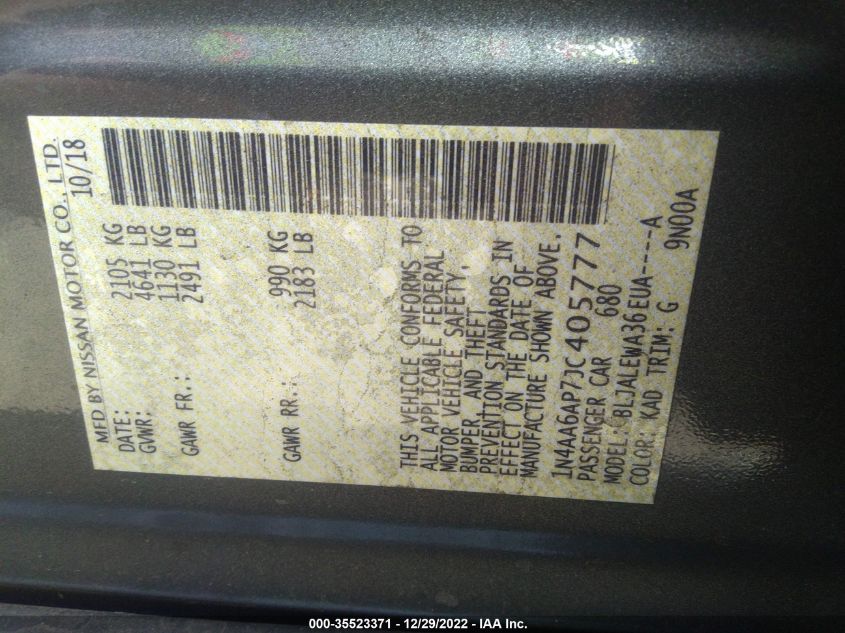 MFD BY NISSAN MOTOR CO., LTD.
DATE: 10/18
GVWR: 2105 KG
4641 LB
GAWR FR.: 1130 KG
2491 LB
GAWR RR.: 990 KG
2183 LB
THIS VEHICLE CONFORMS TO
ALL APPLICABLE FEDERAL
MOTOR VEHICLE SAFETY,
BUMPER, AND THEFT
PREVENTION STANDARDS IN
EFFECT ON THE DATE OF
MANUFACTURE SHOWN ABOVE.
1N4AA6AP7JC405777
PASSENGER CAR 680
MODEL: BLJALEWA36EUA-----A
COLOR: KAD TRIM: G 9N00A
000-35523371 - 12/29/2022 - IAA Inc.